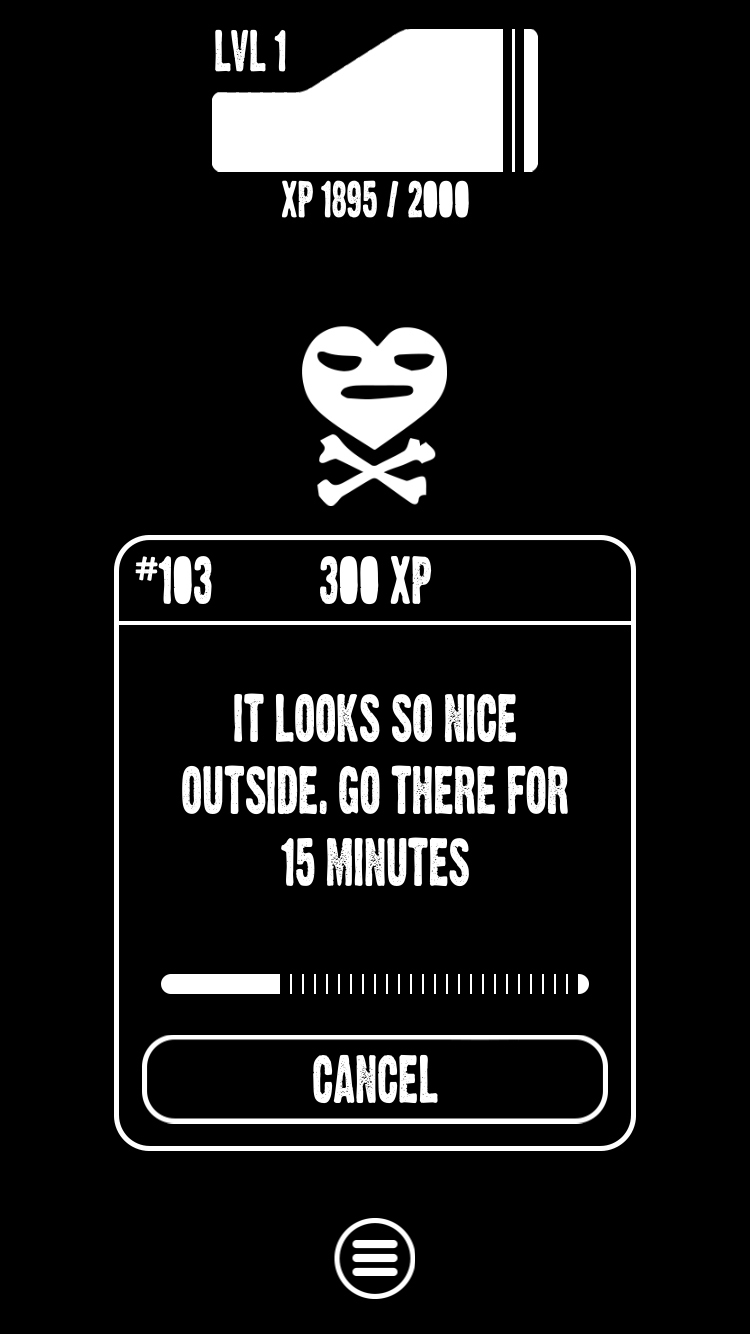 LVL 1
XP 1895 / 2000
#103 300 XP
IT LOOKS SO NICE
OUTSIDE. GO THERE FOR
15 MINUTES
CANCEL